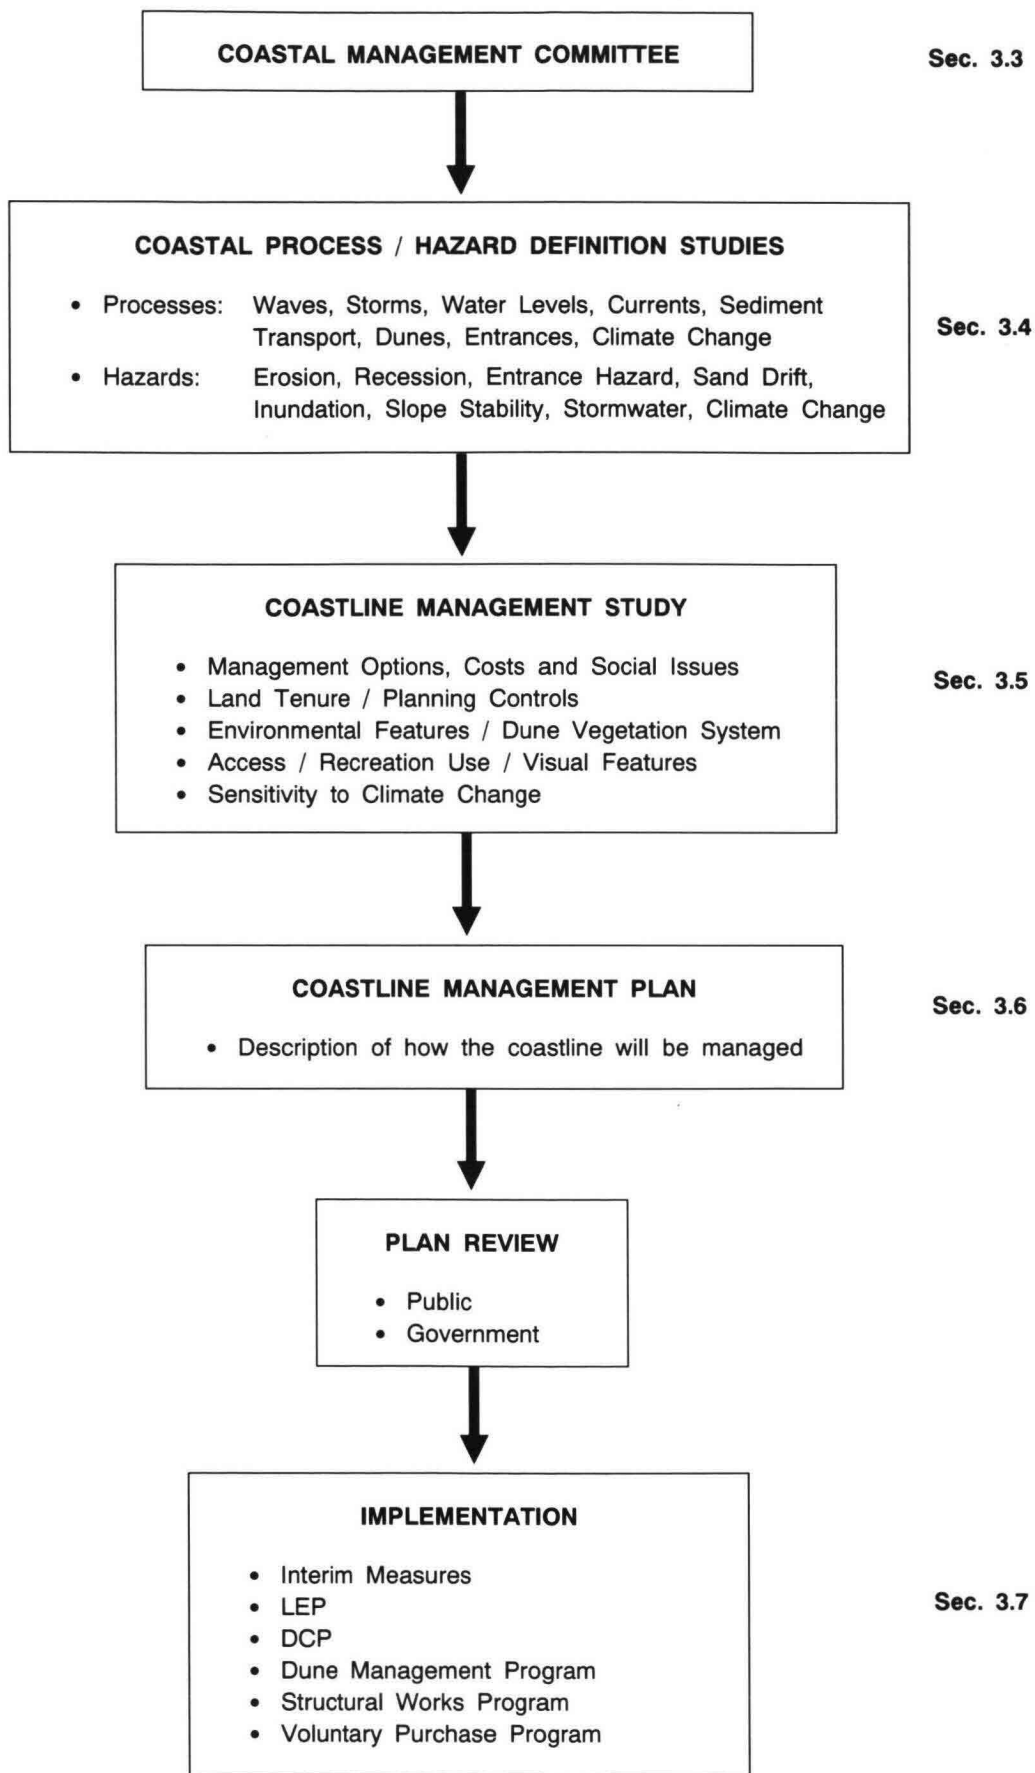 COASTAL MANAGEMENT COMMITTEE
Sec. 3.3
COASTAL PROCESS / HAZARD DEFINITION STUDIES
• Processes: Waves, Storms, Water Levels, Currents, Sediment
Transport, Dunes, Entrances, Climate Change
Sec. 3.4
• Hazards: Erosion, Recession, Entrance Hazard, Sand Drift,
Inundation, Slope Stability, Stormwater, Climate Change
COASTLINE MANAGEMENT STUDY
• Management Options, Costs and Social Issues
Sec. 3.5
• Land Tenure / Planning Controls
• Environmental Features / Dune Vegetation System
• Access / Recreation Use / Visual Features
• Sensitivity to Climate Change
COASTLINE MANAGEMENT PLAN
Sec. 3.6
• Description of how the coastline will be managed
PLAN REVIEW
• Public
• Government
IMPLEMENTATION
• Interim Measures
• LEP
Sec. 3.7
• DCP
• Dune Management Program
• Structural Works Program
• Voluntary Purchase Program